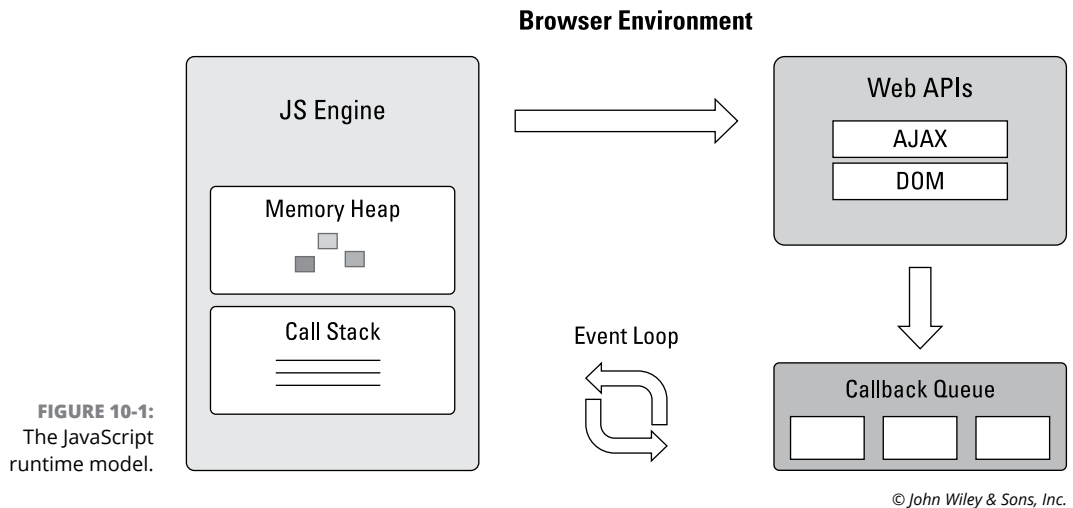 Browser Environment
JS Engine
Memory Heap
Call Stack
Event Loop
Web APIs
AJAX
DOM
Callback Queue
FIGURE 10-1:
The JavaScript
runtime model.
© John Wiley & Sons, Inc.